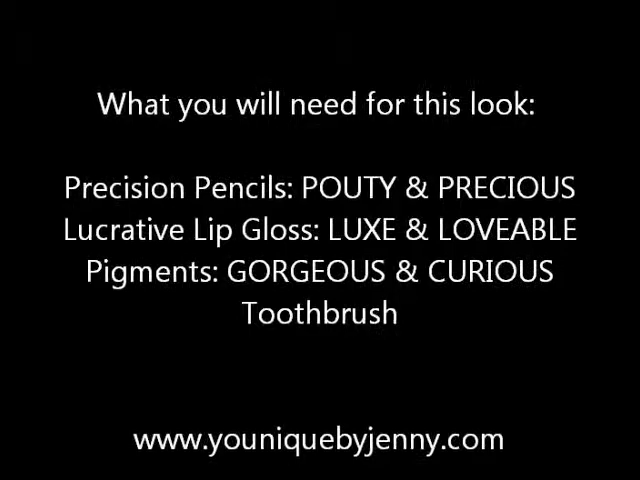 What you will need for this look:
Precision Pencils: POUTY & PRECIOUS
Lucrative Lip Gloss: LUXE & LOVEABLE
Pigments: GORGEOUS & CURIOUS
Toothbrush
www.youniquebyjenny.com